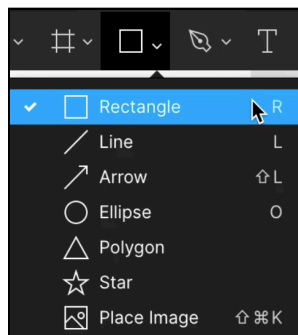 Rectangle R
Line L
Arrow ⇧L
Ellipse O
Polygon
Star
Place Image ⇧⌘K